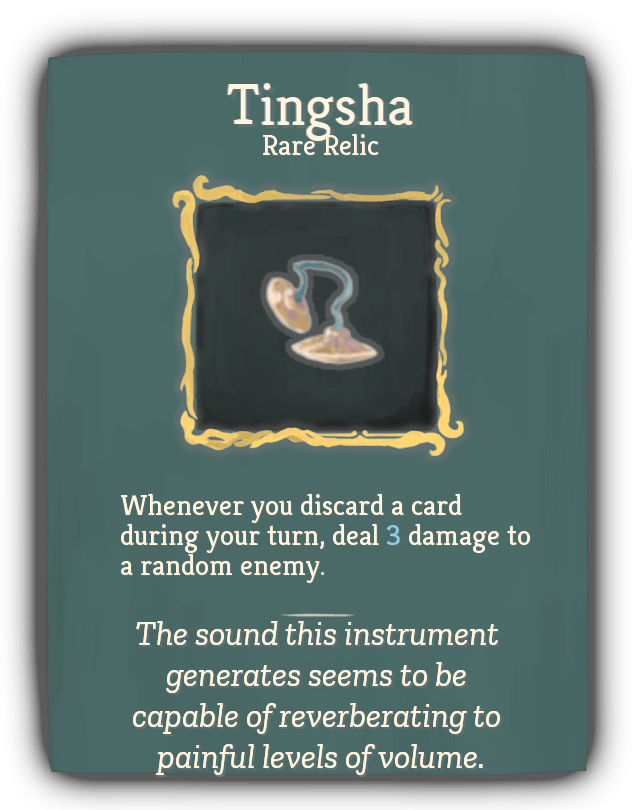 Tingsha
Rare Relic
Whenever you discard a card
during your turn, deal 3 damage to
a random enemy.
The sound this instrument
generates seems to be
capable of reverberating to
painful levels of volume.